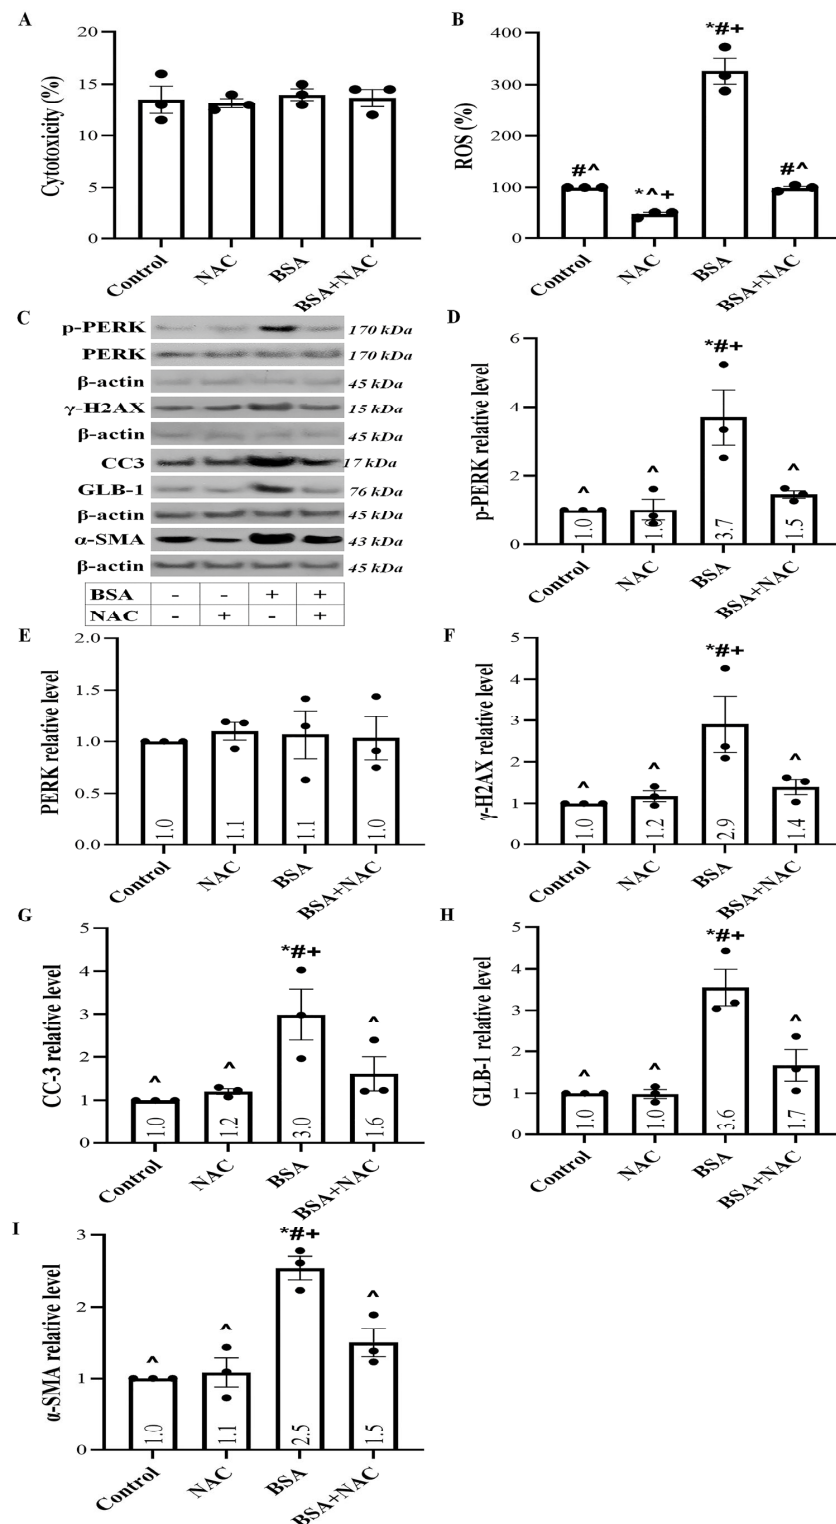 A
Cytotoxicity (%)
20
15
10
5
0
Control
NAC
BSA
BSA+NAC
B
ROS (%)
400
300
200
100
0
#^
*^+
*#+
#^
Control
NAC
BSA
BSA+NAC
C
p-PERK 170 kDa
PERK 170 kDa
β-actin 45 kDa
γ-H2AX 15 kDa
β-actin 45 kDa
CC3 17 kDa
GLB-1 76 kDa
β-actin 45 kDa
α-SMA 43 kDa
β-actin 45 kDa
BSA - - + +
NAC - + - +
D
p-PERK relative level
6
4
2
0
^
^
*#+
^
1.0
3.7
1.5
Control
NAC
BSA
BSA+NAC
E
PERK relative level
2.0
1.5
1.0
0.5
0.0
1.0
1.1
1.1
1.0
Control
NAC
BSA
BSA+NAC
F
γ-H2AX relative level
5
4
3
2
1
0
^
^
*#+
^
1.0
1.2
2.9
1.4
Control
NAC
BSA
BSA+NAC
G
CC-3 relative level
5
4
3
2
1
0
^
^
*#+
^
1.0
1.2
3.0
1.6
Control
NAC
BSA
BSA+NAC
H
GLB-1 relative level
5
4
3
2
1
0
^
^
*#+
^
1.0
1.0
3.6
1.7
Control
NAC
BSA
BSA+NAC
I
α-SMA relative level
3
2
1
0
^
^
*#+
^
1.0
1.1
2.5
1.5
Control
NAC
BSA
BSA+NAC